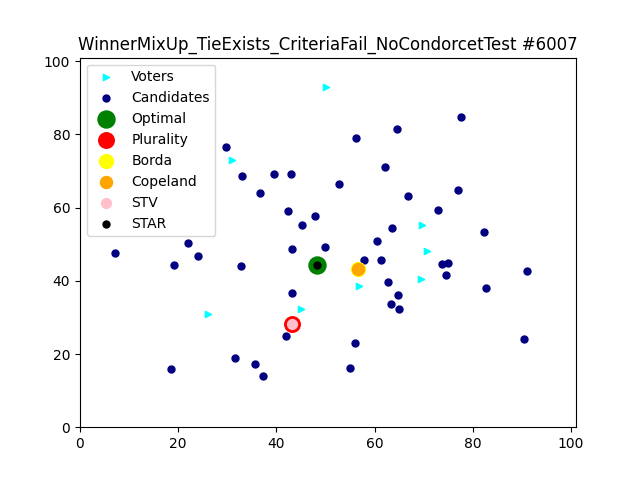 WinnerMixUp_TieExists_CriteriaFail_NoCondorcetTest #6007
100
80
60
40
20
0
0 20 40 60 80 100
Voters
Candidates
Optimal
Plurality
Borda
Copeland
STV
STAR